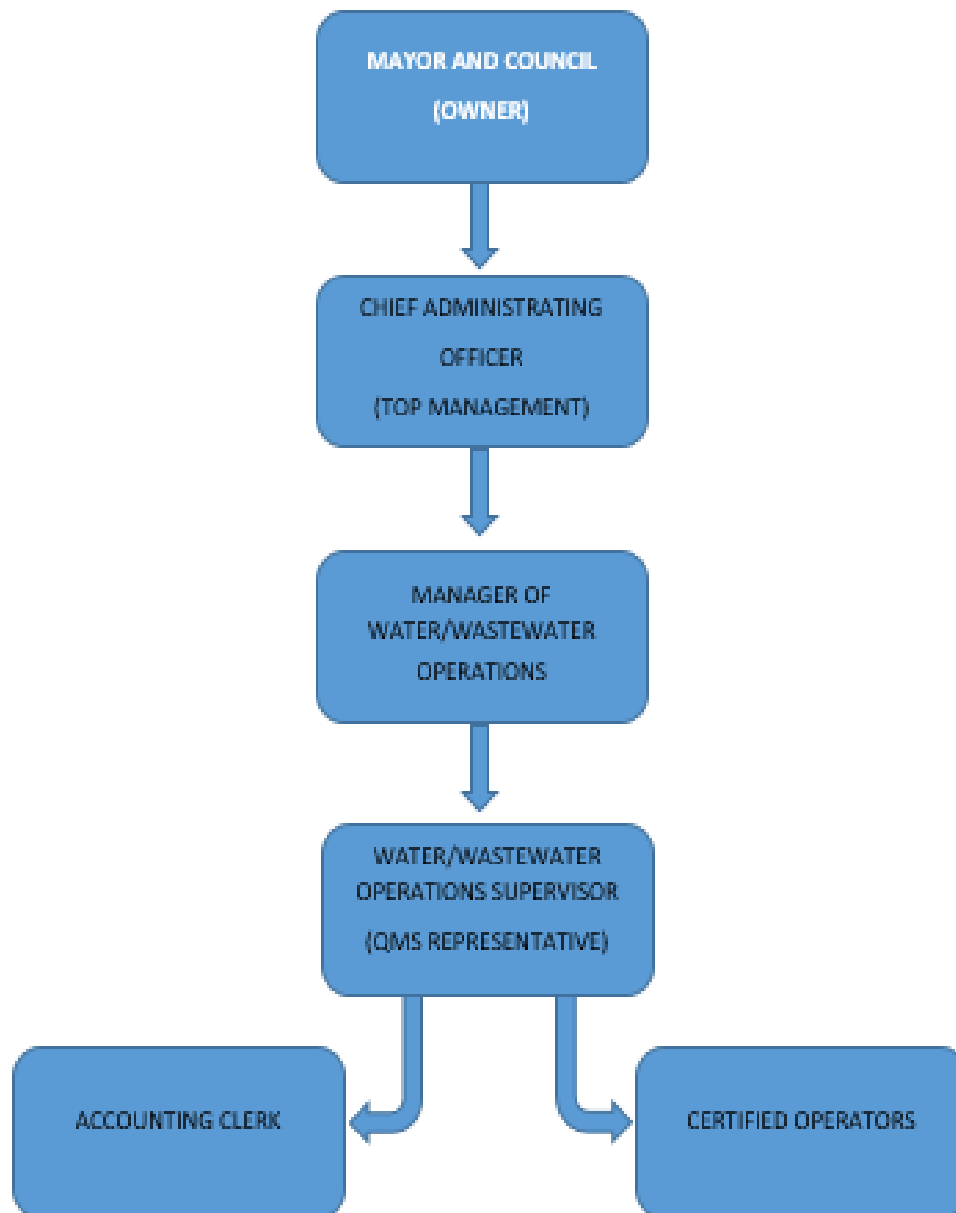 MAYOR AND COUNCIL
(OWNER)
CHIEF ADMINISTRATING
OFFICER
(TOP MANAGEMENT)
MANAGER OF
WATER/WASTEWATER
OPERATIONS
WATER/WASTEWATER
OPERATIONS SUPERVISOR
(QMS REPRESENTATIVE)
ACCOUNTING CLERK
CERTIFIED OPERATORS